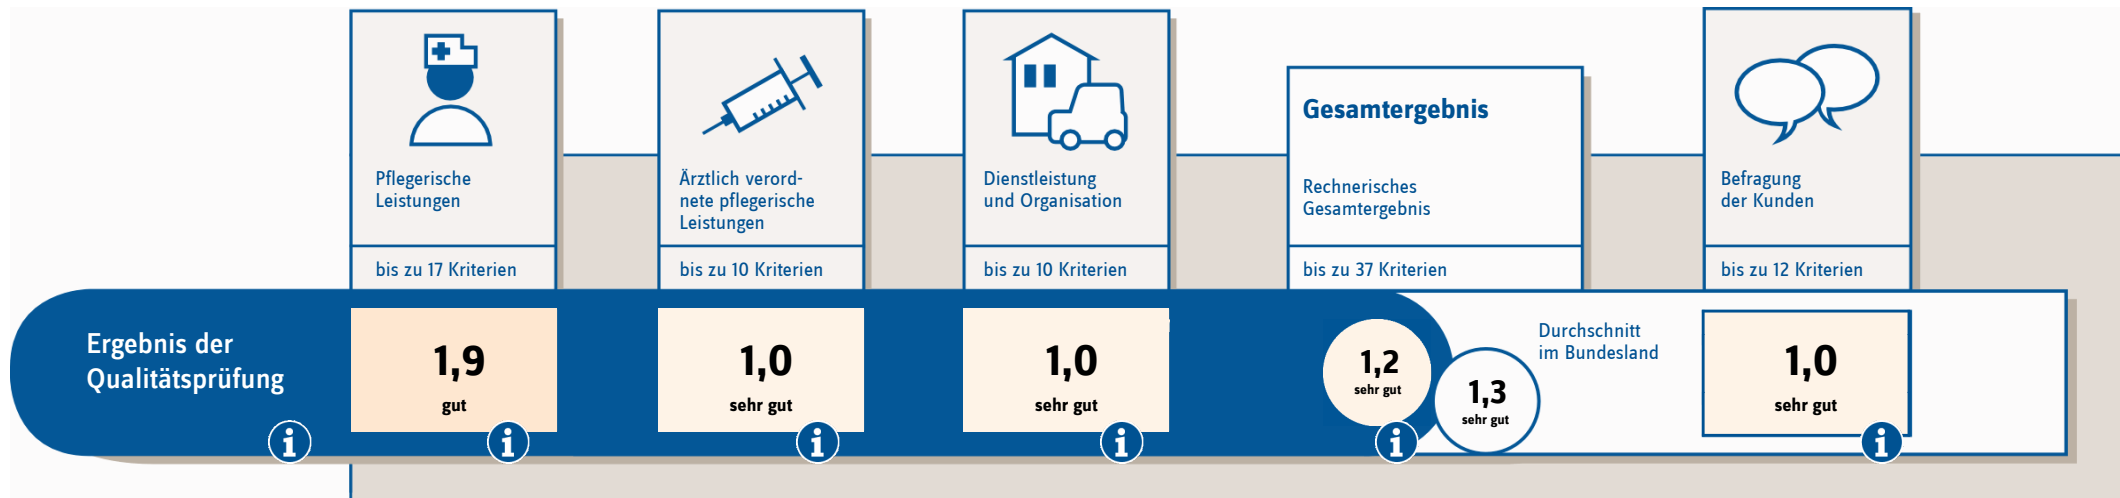 Pflegerische
Leistungen
bis zu 17 Kriterien
Ärztlich verord-
nete pflegerische
Leistungen
bis zu 10 Kriterien
Dienstleistung
und Organisation
bis zu 10 Kriterien
Gesamtergebnis
Rechnerisches
Gesamtergebnis
bis zu 37 Kriterien
Befragung
der Kunden
bis zu 12 Kriterien
Ergebnis der
Qualitätsprüfung
1,9
gut
1,0
sehr gut
1,0
sehr gut
1,2
sehr gut
1,3
sehr gut
Durchschnitt
im Bundesland
1,0
sehr gut